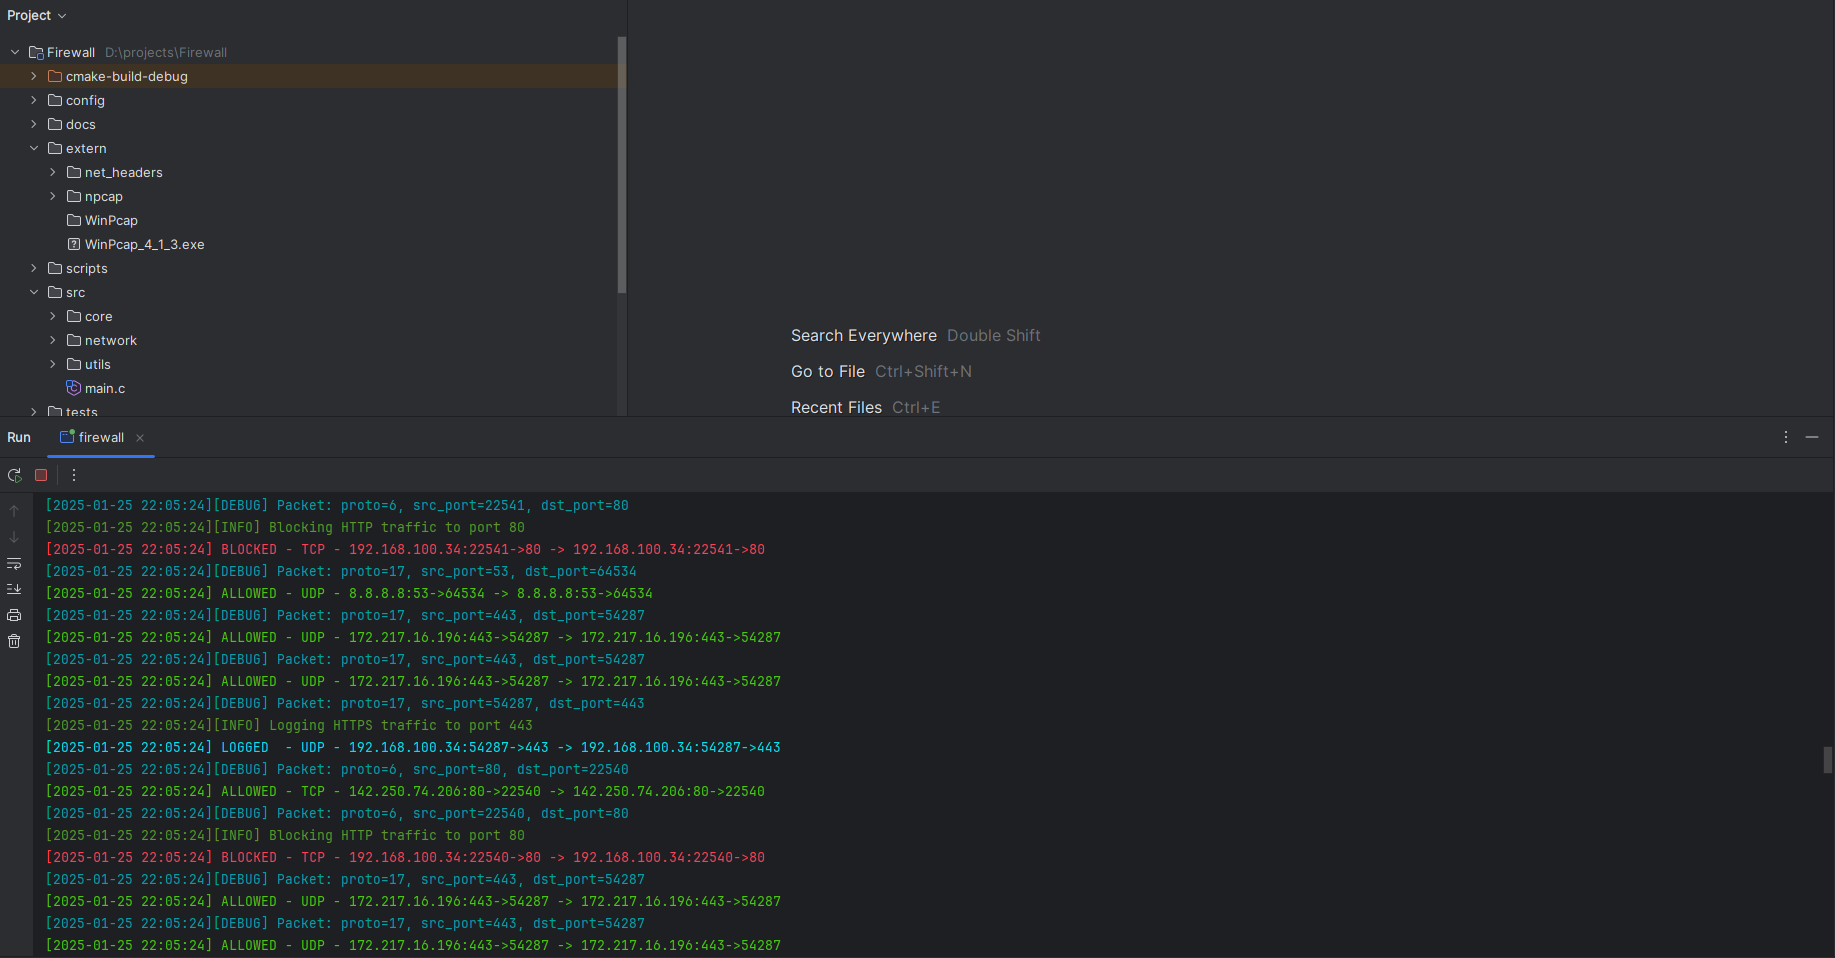 Project
Firewall D:\projects\Firewall
cmake-build-debug
config
docs
extern
net_headers
npcap
WinPcap
WinPcap_4_1_3.exe
scripts
src
core
network
utils
main.c
tests
Search Everywhere Double Shift
Go to File Ctrl+Shift+N
Recent Files Ctrl+E
Run firewall
[2025-01-25 22:05:24][DEBUG] Packet: proto=6, src_port=22541, dst_port=80
[2025-01-25 22:05:24][INFO] Blocking HTTP traffic to port 80
[2025-01-25 22:05:24] BLOCKED - TCP - 192.168.100.34:22541->80 -> 192.168.100.34:22541->80
[2025-01-25 22:05:24][DEBUG] Packet: proto=17, src_port=53, dst_port=64534
[2025-01-25 22:05:24] ALLOWED - UDP - 8.8.8.8:53->64534 -> 8.8.8.8:53->64534
[2025-01-25 22:05:24][DEBUG] Packet: proto=17, src_port=443, dst_port=54287
[2025-01-25 22:05:24] ALLOWED - UDP - 172.217.16.196:443->54287 -> 172.217.16.196:443->54287
[2025-01-25 22:05:24][DEBUG] Packet: proto=17, src_port=443, dst_port=54287
[2025-01-25 22:05:24] ALLOWED - UDP - 172.217.16.196:443->54287 -> 172.217.16.196:443->54287
[2025-01-25 22:05:24][DEBUG] Packet: proto=17, src_port=54287, dst_port=443
[2025-01-25 22:05:24][INFO] Logging HTTPS traffic to port 443
[2025-01-25 22:05:24] LOGGED  - UDP - 192.168.100.34:54287->443 -> 192.168.100.34:54287->443
[2025-01-25 22:05:24][DEBUG] Packet: proto=6, src_port=80, dst_port=22540
[2025-01-25 22:05:24] ALLOWED - TCP - 142.250.74.206:80->22540 -> 142.250.74.206:80->22540
[2025-01-25 22:05:24][DEBUG] Packet: proto=6, src_port=22540, dst_port=80
[2025-01-25 22:05:24][INFO] Blocking HTTP traffic to port 80
[2025-01-25 22:05:24] BLOCKED - TCP - 192.168.100.34:22540->80 -> 192.168.100.34:22540->80
[2025-01-25 22:05:24][DEBUG] Packet: proto=17, src_port=443, dst_port=54287
[2025-01-25 22:05:24] ALLOWED - UDP - 172.217.16.196:443->54287 -> 172.217.16.196:443->54287
[2025-01-25 22:05:24][DEBUG] Packet: proto=17, src_port=443, dst_port=54287
[2025-01-25 22:05:24] ALLOWED - UDP - 172.217.16.196:443->54287 -> 172.217.16.196:443->54287